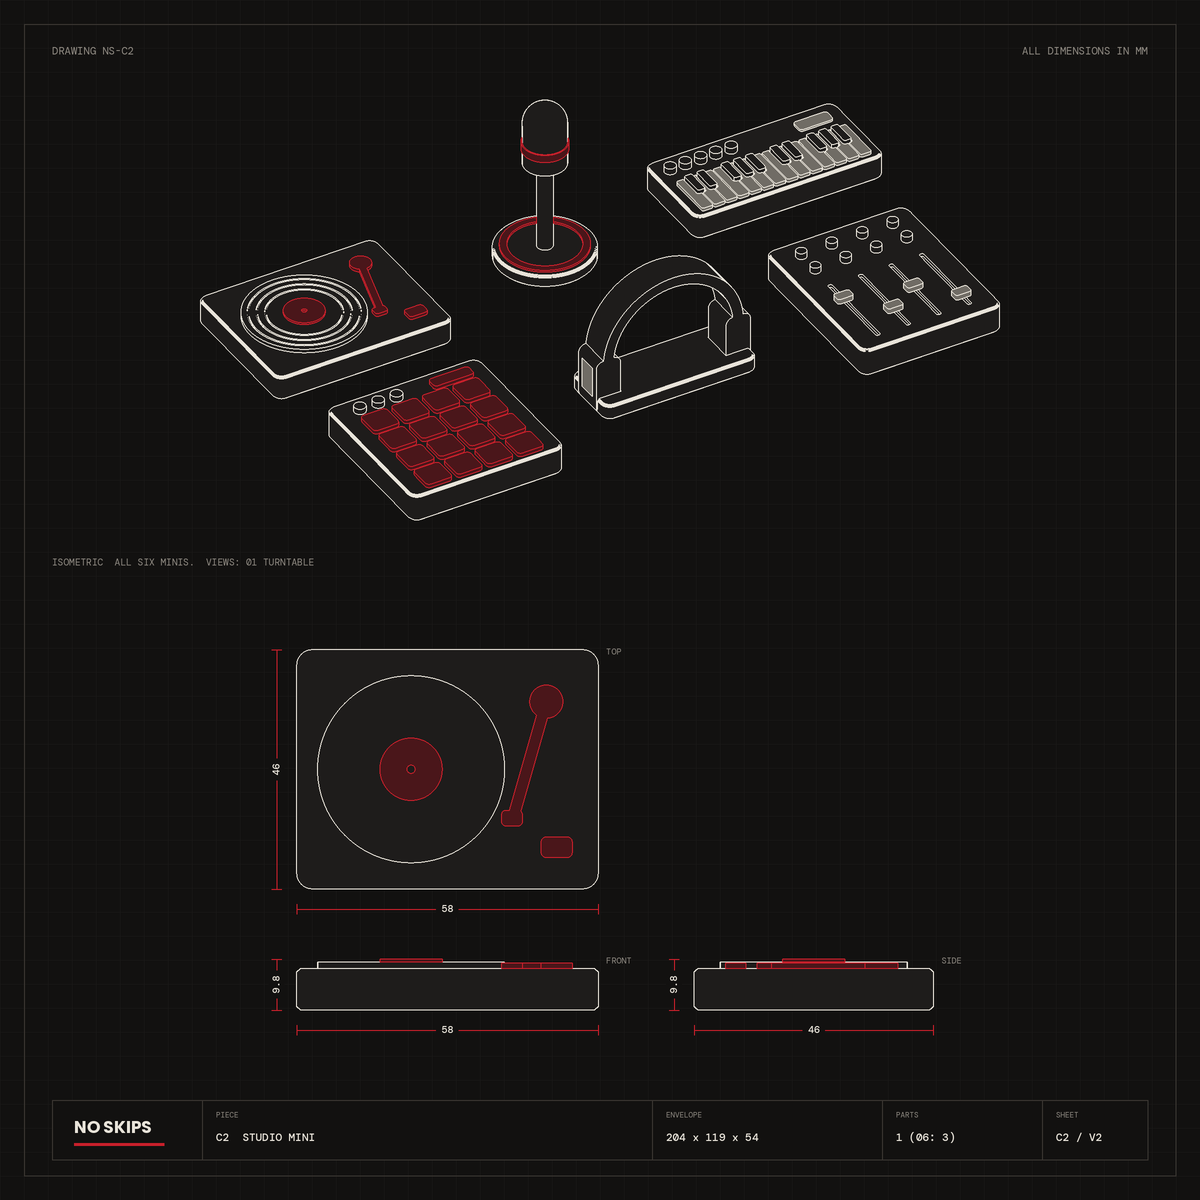 DRAWING NS-C2
ALL DIMENSIONS IN MM
ISOMETRIC  ALL SIX MINIS.  VIEWS: 01 TURNTABLE
TOP
46
58
FRONT
9.8
58
SIDE
9.8
46
NO SKIPS
PIECE
C2  STUDIO MINI
ENVELOPE
204 x 119 x 54
PARTS
1 (06: 3)
SHEET
C2 / V2